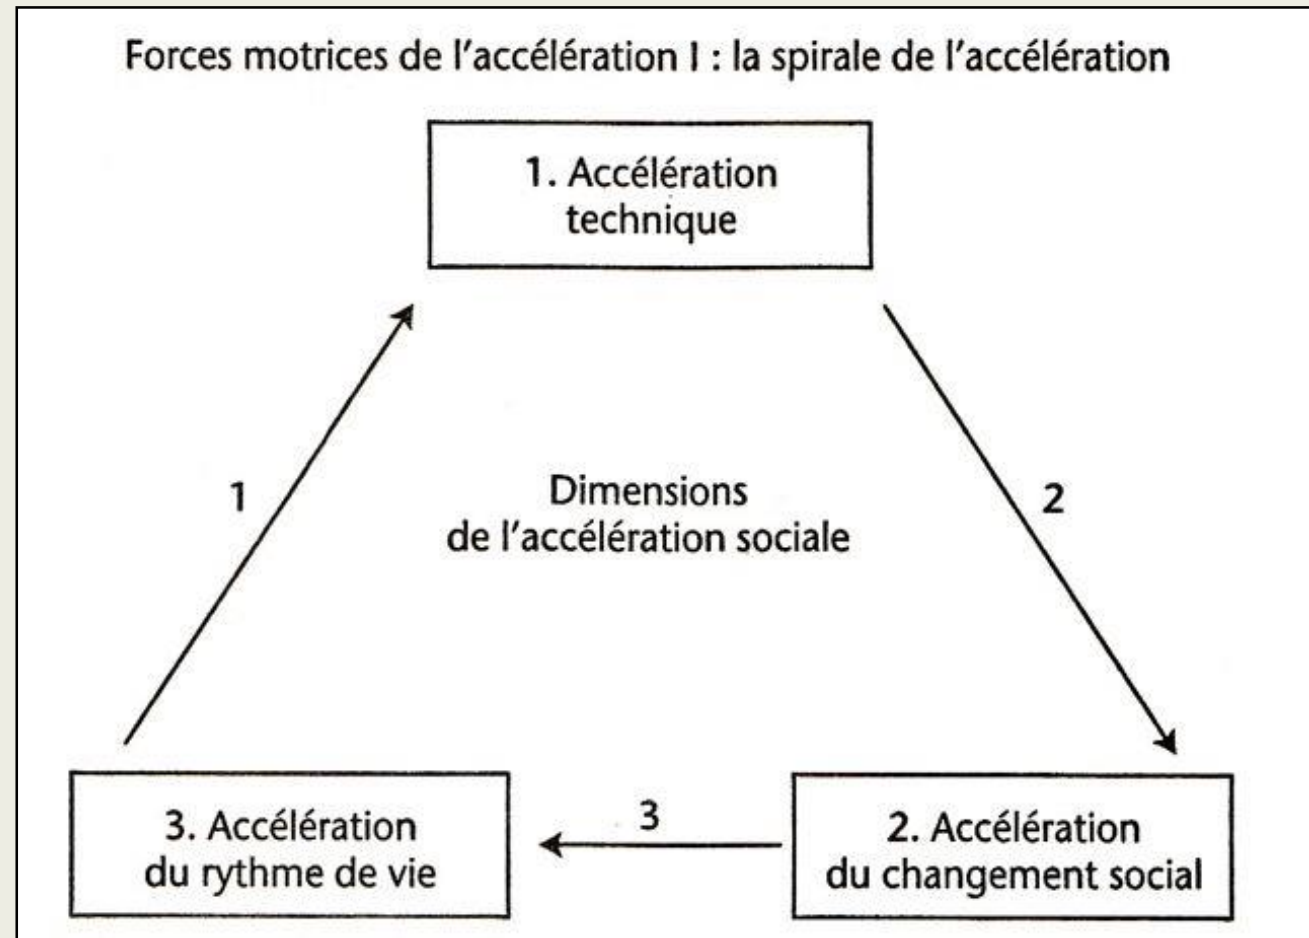 Forces motrices de l'accélération I : la spirale de l'accélération
1. Accélération
technique
1
Dimensions
de l'accélération sociale
2
3. Accélération
du rythme de vie
3
2. Accélération
du changement social